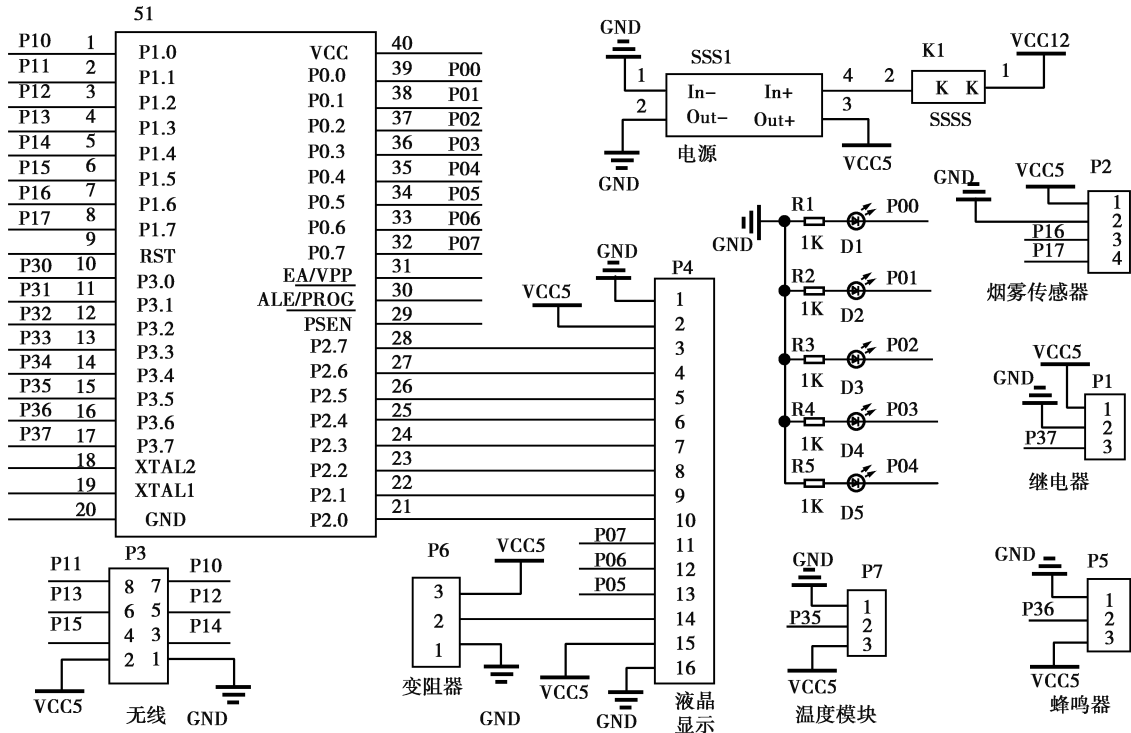 51
P10 1 P1.0
P11 2 P1.1
P12 3 P1.2
P13 4 P1.3
P14 5 P1.4
P15 6 P1.5
P16 7 P1.6
P17 8 P1.7
9 RST
P30 10 P3.0
P31 11 P3.1
P32 12 P3.2
P33 13 P3.3
P34 14 P3.4
P35 15 P3.5
P36 16 P3.6
P37 17 P3.7
18 XTAL2
19 XTAL1
20 GND
VCC 40
P0.0 39 P00
P0.1 38 P01
P0.2 37 P02
P0.3 36 P03
P0.4 35 P04
P0.5 34 P05
P0.6 33 P06
P0.7 32 P07
EA/VPP 31
ALE/PROG 30
PSEN 29
P2.7 28
P2.6 27
P2.5 26
P2.4 25
P2.3 24
P2.2 23
P2.1 22
P2.0 21
GND
SSS1
K1
VCC12
1 In- In+ 4 2 K K 1
2 Out- Out+ 3
SSSS
电源
GND
VCC5
GND
R1 1K D1 P00
R2 1K D2 P01
R3 1K D3 P02
R4 1K D4 P03
R5 1K D5 P04
VCC5
P2
GND
1
2
P16 3
P17 4
烟雾传感器
VCC5
GND
P1
1
2
P37 3
继电器
GND
P4
VCC5
1
2
3
4
5
6
7
8
9
10
P07 11
P06 12
P05 13
14
15
16
VCC5
GND
液晶
显示
P3
P11 8 7 P10
P13 6 5 P12
P15 4 3 P14
2 1
VCC5
无线
GND
P6
VCC5
3
2
1
变阻器
GND
GND
P7
1
P35 2
3
VCC5
温度模块
GND
P5
1
P36 2
3
VCC5
蜂鸣器